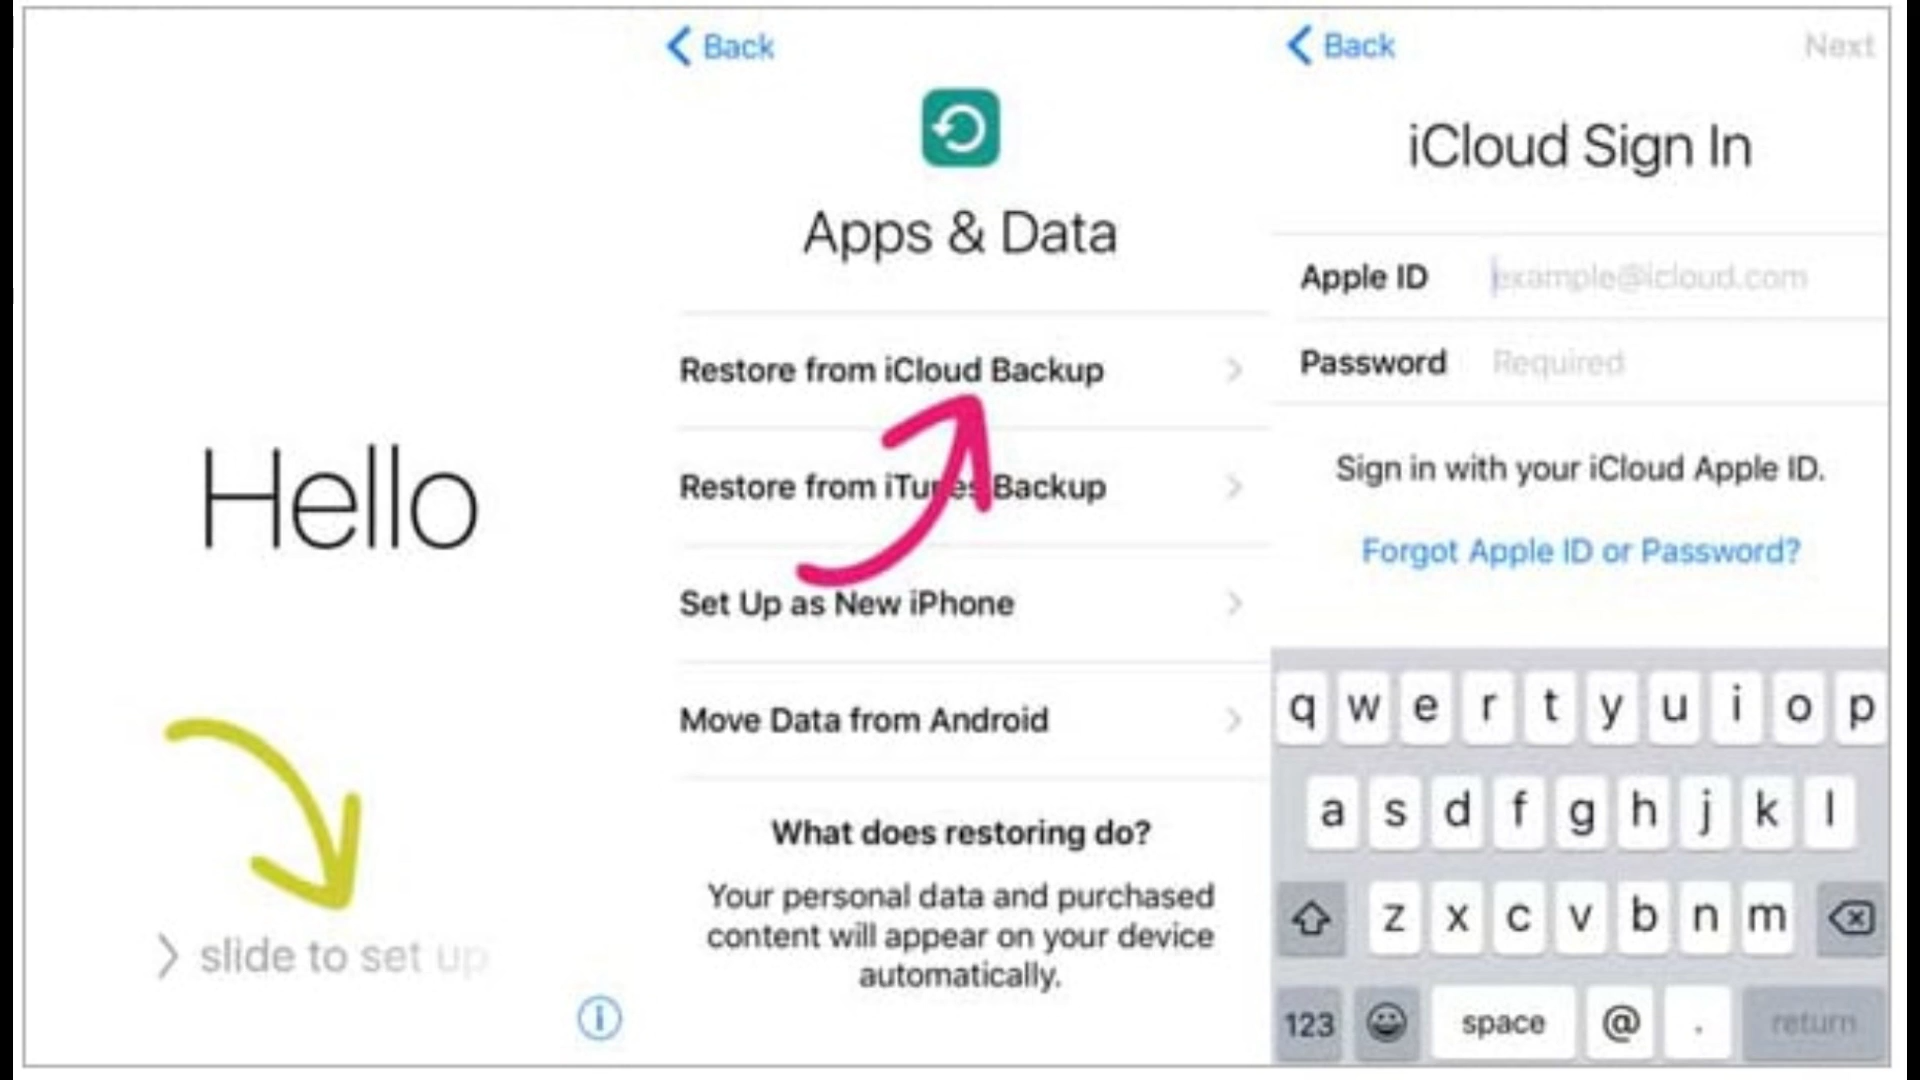 Hello
slide to set up
Back
Apps & Data
Restore from iCloud Backup
Restore from iTunes Backup
Set Up as New iPhone
Move Data from Android
What does restoring do?
Your personal data and purchased
content will appear on your device
automatically.
Back
Next
iCloud Sign In
Apple ID example@icloud.com
Password Required
Sign in with your iCloud Apple ID.
Forgot Apple ID or Password?
q w e r t y u i o p
a s d f g h j k l
z x c v b n m
123 space @ . return